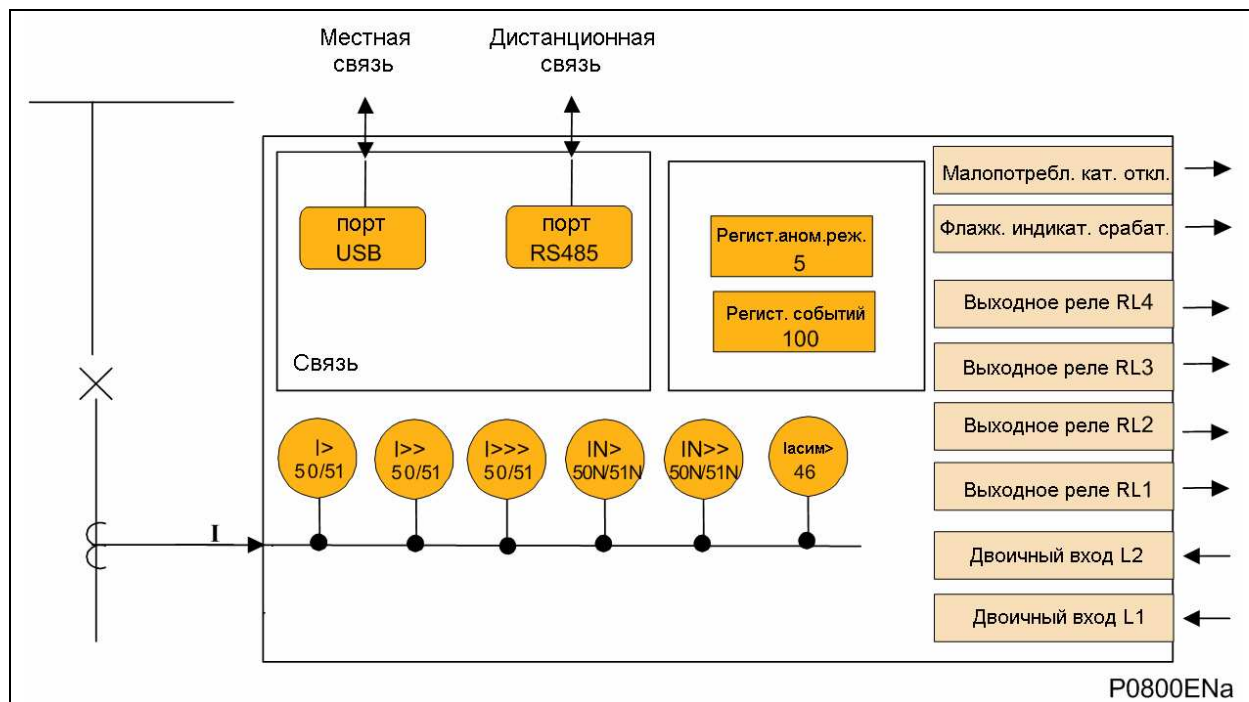 Местная
связь
Дистанционная
связь
порт
USB
порт
RS485
Связь
Регист.аном.реж.
5
Регист. событий
100
Малопотребл. кат. откл.
Флажк. индикат. срабат.
Выходное реле RL4
Выходное реле RL3
Выходное реле RL2
Выходное реле RL1
Двоичный вход L2
Двоичный вход L1
I>
50/51
I>>
50/51
I>>>
50/51
IN>
50N/51N
IN>>
50N/51N
Iасим>
46
I
P0800ENa